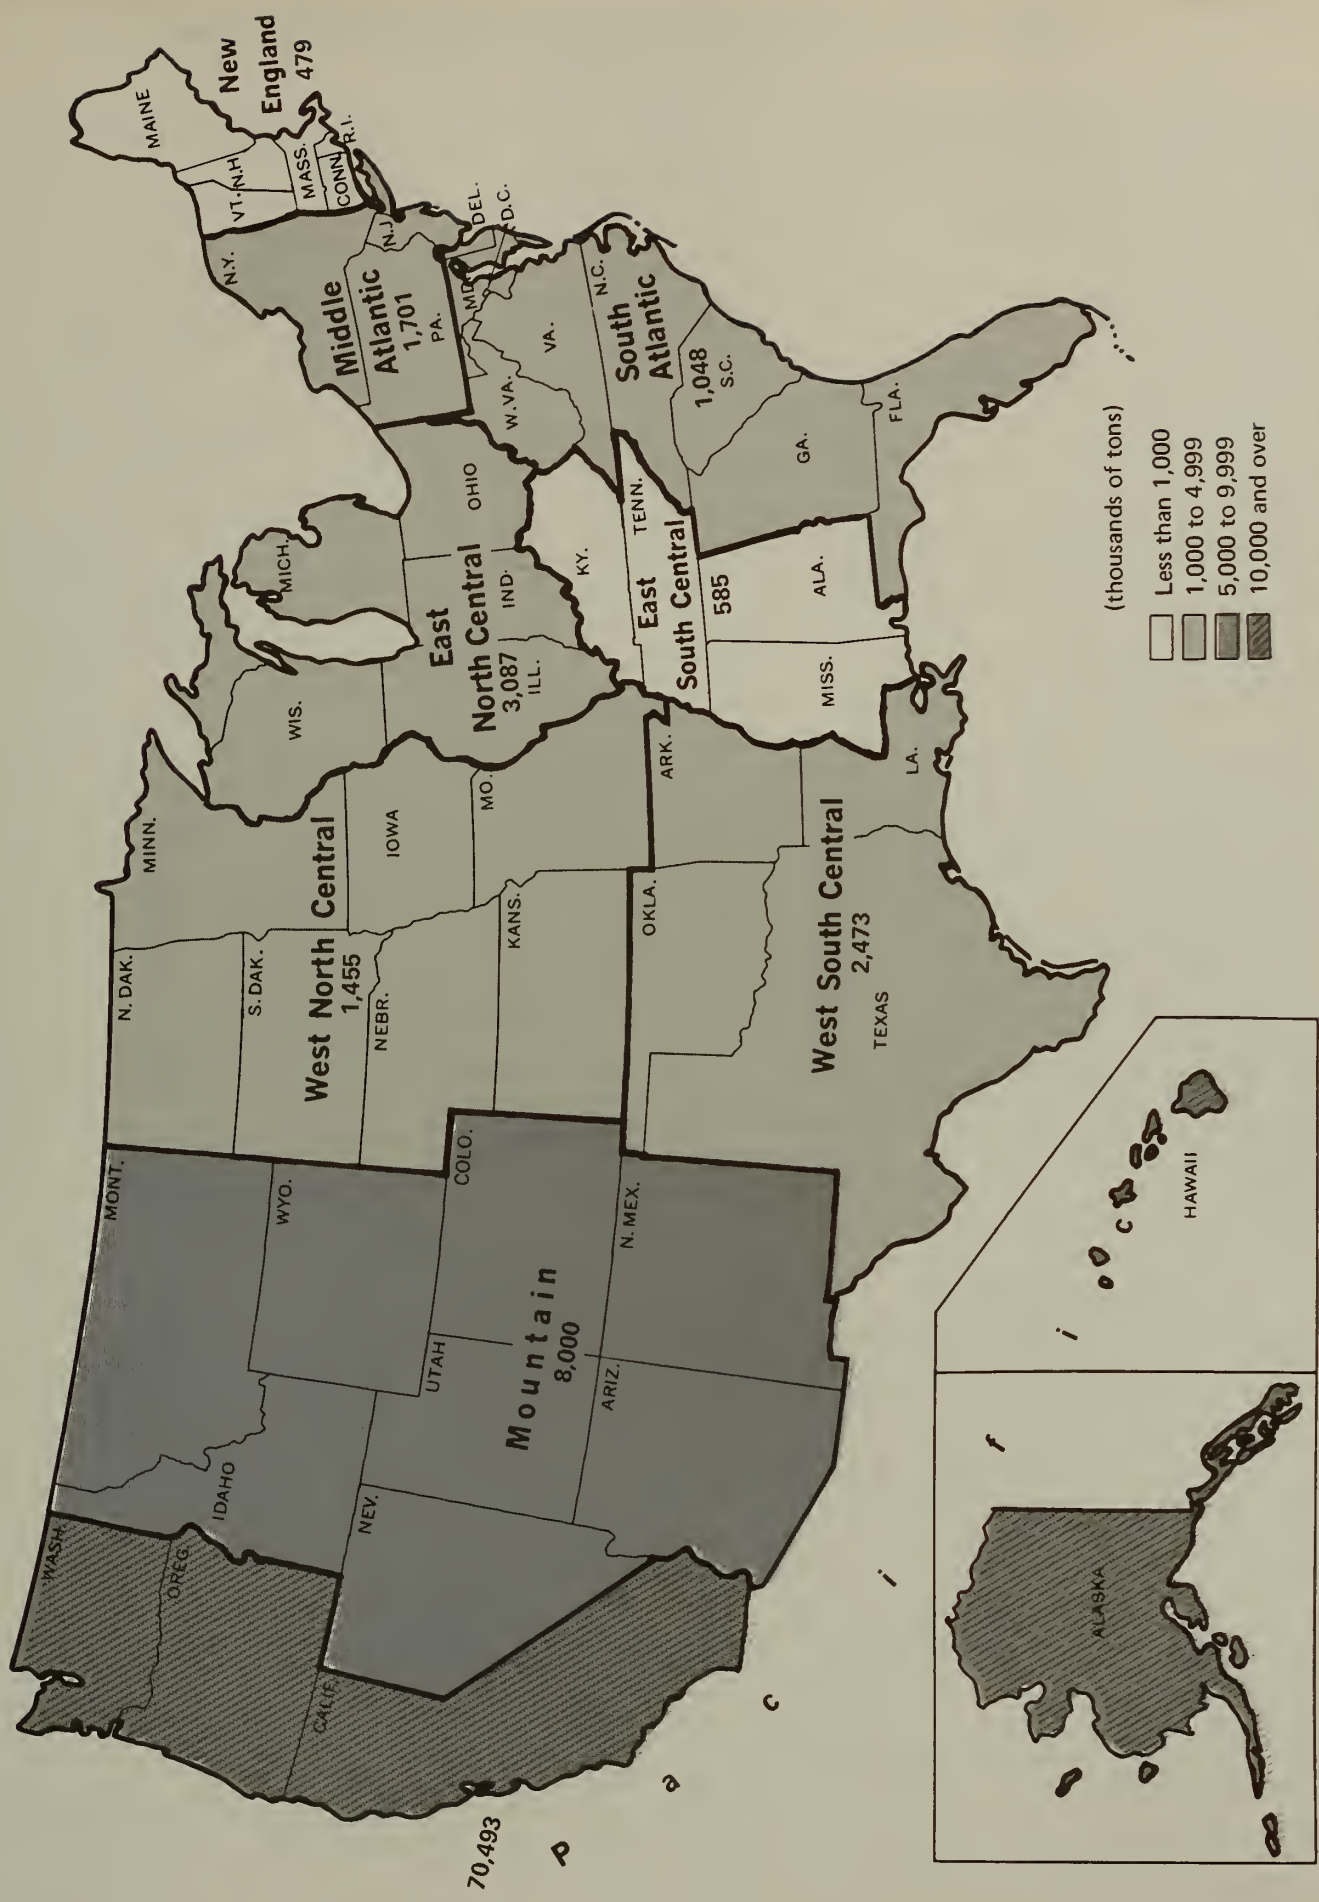 WASH.
OREG.
CALIF.
70,493
P a c i f i c
MONT.
IDAHO
WYO.
NEV.
UTAH
COLO.
Mountain
8,000
ARIZ.
N. MEX.
N. DAK.
S. DAK.
MINN.
West North Central
1,455
NEBR.
IOWA
KANS.
MO.
OKLA.
ARK.
West South Central
2,473
TEXAS
LA.
WIS.
MICH.
East
North Central
3,087
ILL.
IND.
OHIO
KY.
TENN.
East
South Central
585
MISS.
ALA.
N.Y.
Middle
Atlantic
1,701
PA.
N.J.
MAINE
VT.
N.H.
MASS.
CONN.
R.I.
New
England
479
DEL.
D.C.
MD.
W.VA.
VA.
N.C.
South
Atlantic
1,048
S.C.
GA.
FLA.
ALASKA
HAWAII
(thousands of tons)
Less than 1,000
1,000 to 4,999
5,000 to 9,999
10,000 and over